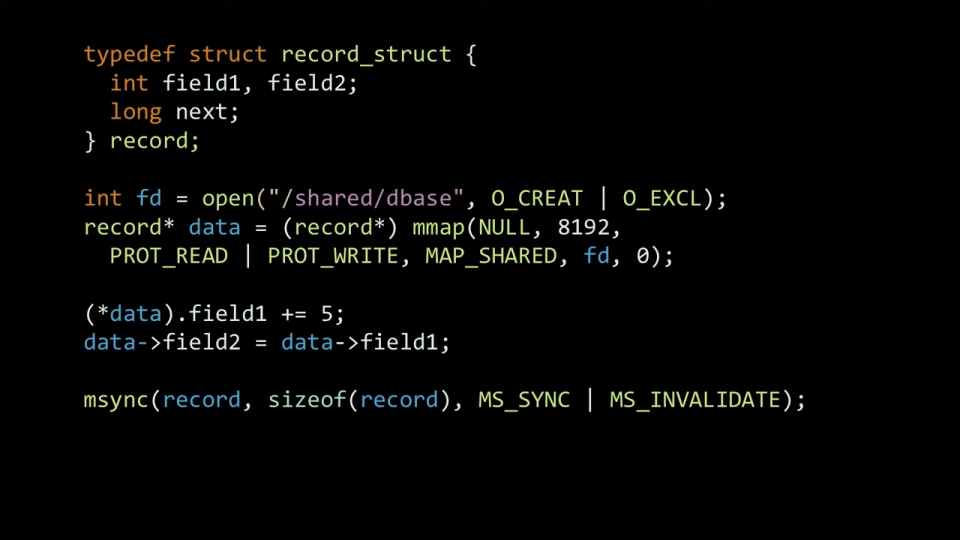 typedef struct record_struct {
  int field1, field2;
  long next;
} record;

int fd = open("/shared/dbase", O_CREAT | O_EXCL);
record* data = (record*) mmap(NULL, 8192,
  PROT_READ | PROT_WRITE, MAP_SHARED, fd, 0);

(*data).field1 += 5;
data->field2 = data->field1;

msync(record, sizeof(record), MS_SYNC | MS_INVALIDATE);